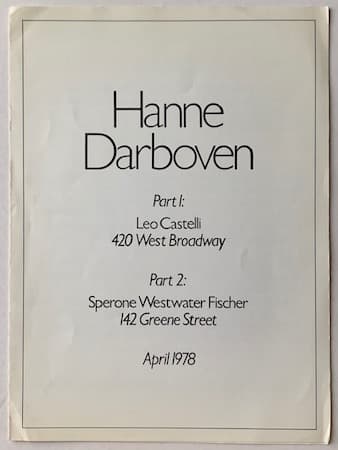 Hanne
Darboven
Part 1:
Leo Castelli
420 West Broadway
Part 2:
Sperone Westwater Fischer
142 Greene Street
April 1978